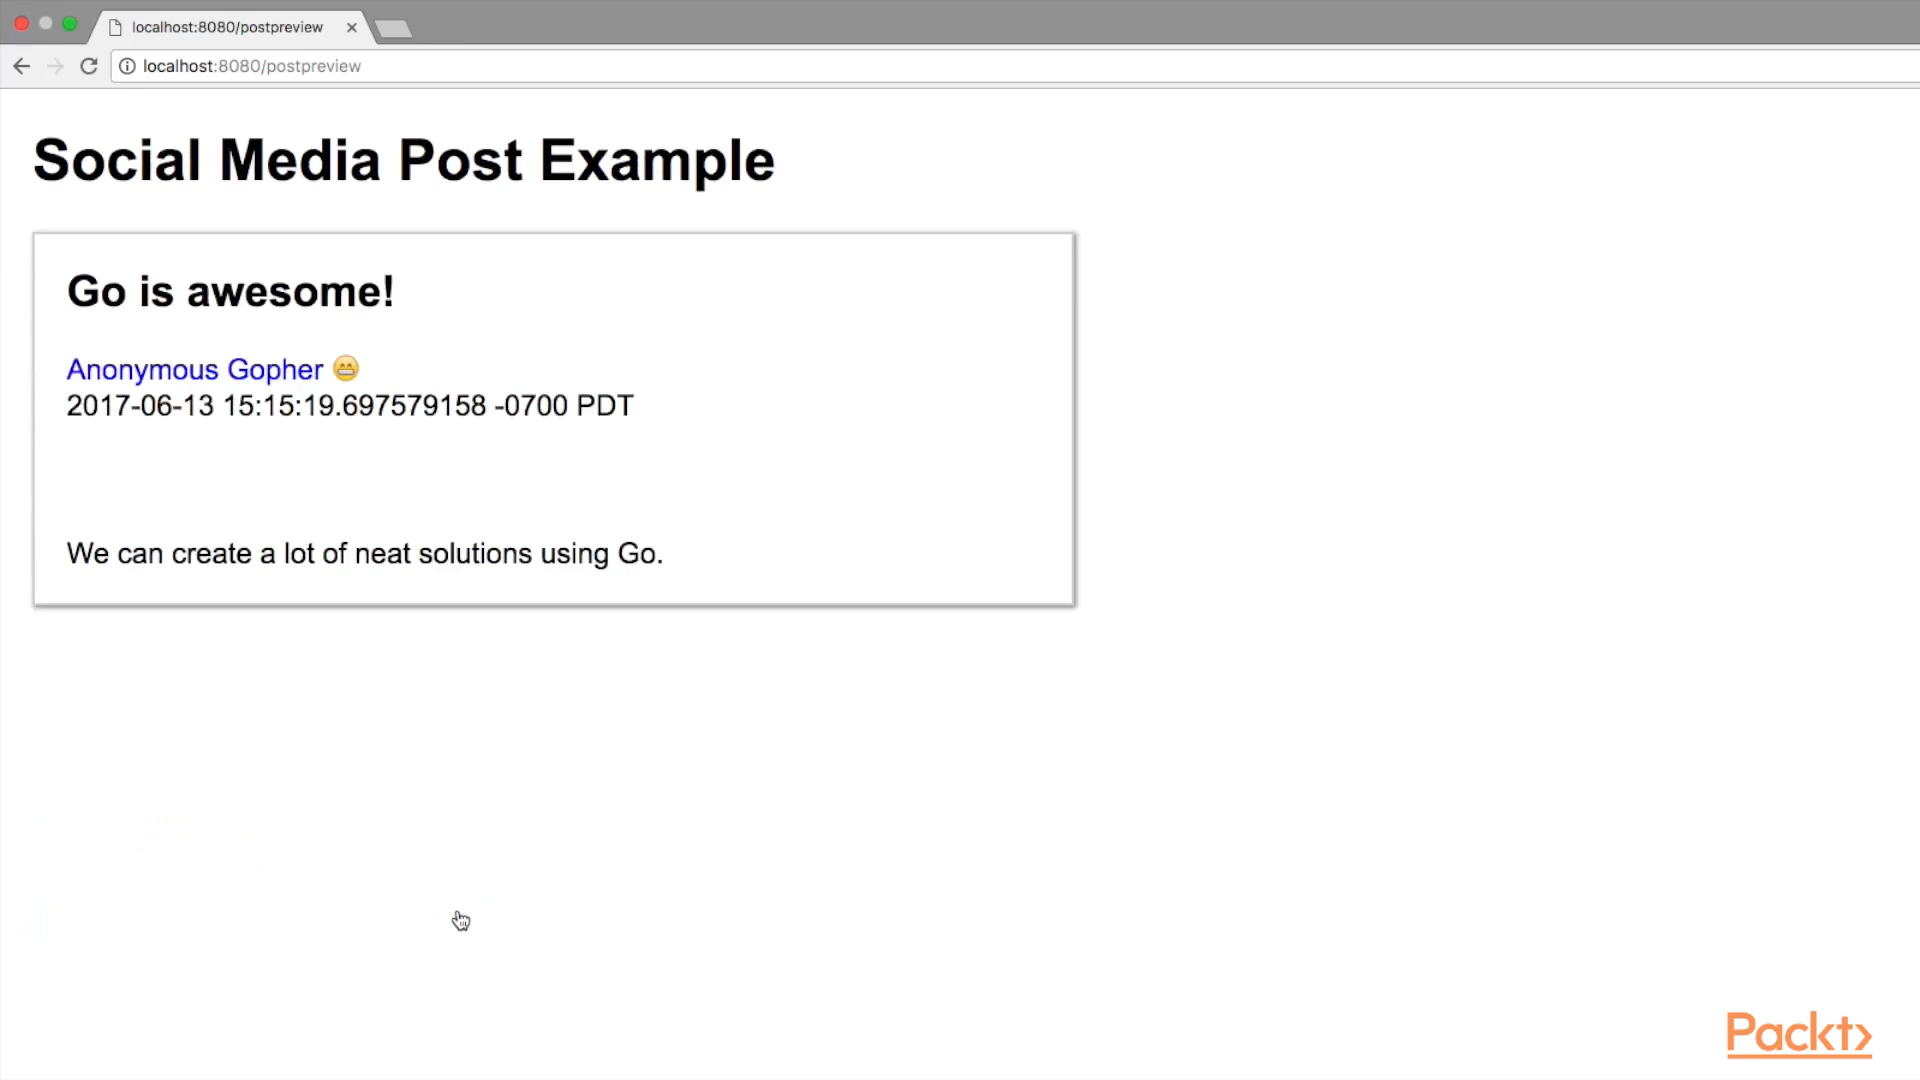 localhost:8080/postpreview
localhost:8080/postpreview
Social Media Post Example
Go is awesome!
Anonymous Gopher 😁
2017-06-13 15:15:19.697579158 -0700 PDT
We can create a lot of neat solutions using Go.
Packt>